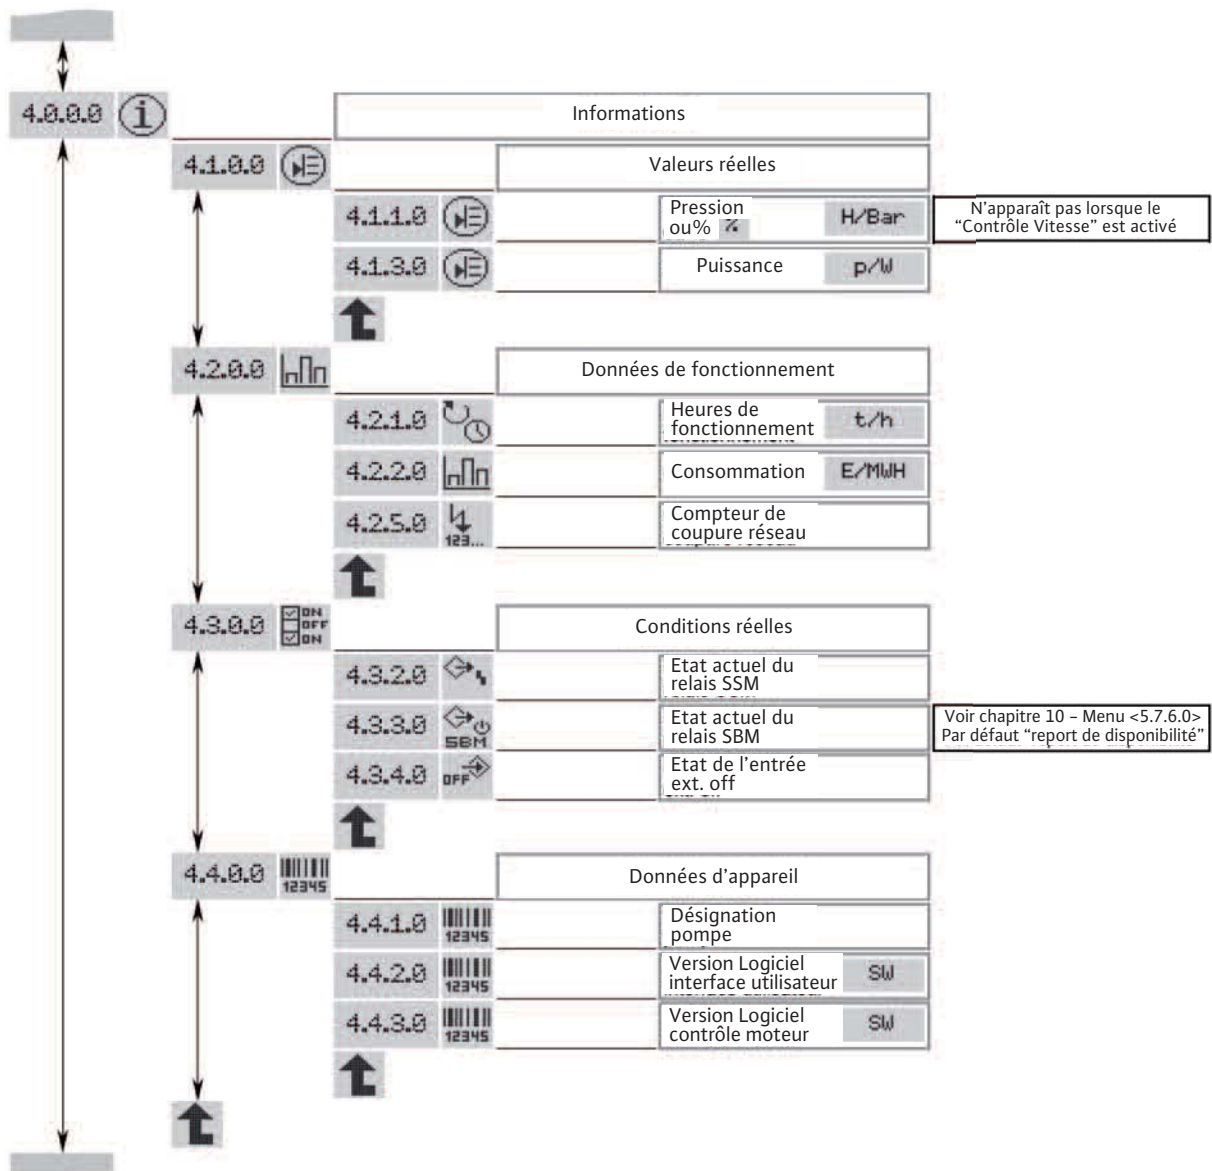 4.0.0.0 Informations
4.1.0.0 Valeurs réelles
4.1.1.0 Pression
ou% % H/Bar
N'apparaît pas lorsque le
“Contrôle Vitesse” est activé
4.1.3.0 Puissance p/W
4.2.0.0 Données de fonctionnement
4.2.1.0 Heures de
fonctionnement t/h
4.2.2.0 Consommation E/MWH
4.2.5.0 Compteur de
123... coupure réseau
4.3.0.0 ON
OFF
ON
Conditions réelles
4.3.2.0 Etat actuel du
relais SSM
4.3.3.0 SBM Etat actuel du
relais SBM
Voir chapitre 10 – Menu <5.7.6.0>
Par défaut “report de disponibilité”
4.3.4.0 OFF Etat de l'entrée
ext. off
4.4.0.0 12345 Données d'appareil
4.4.1.0 12345 Désignation
pompe
4.4.2.0 12345 Version Logiciel
interface utilisateur SW
4.4.3.0 12345 Version Logiciel
contrôle moteur SW